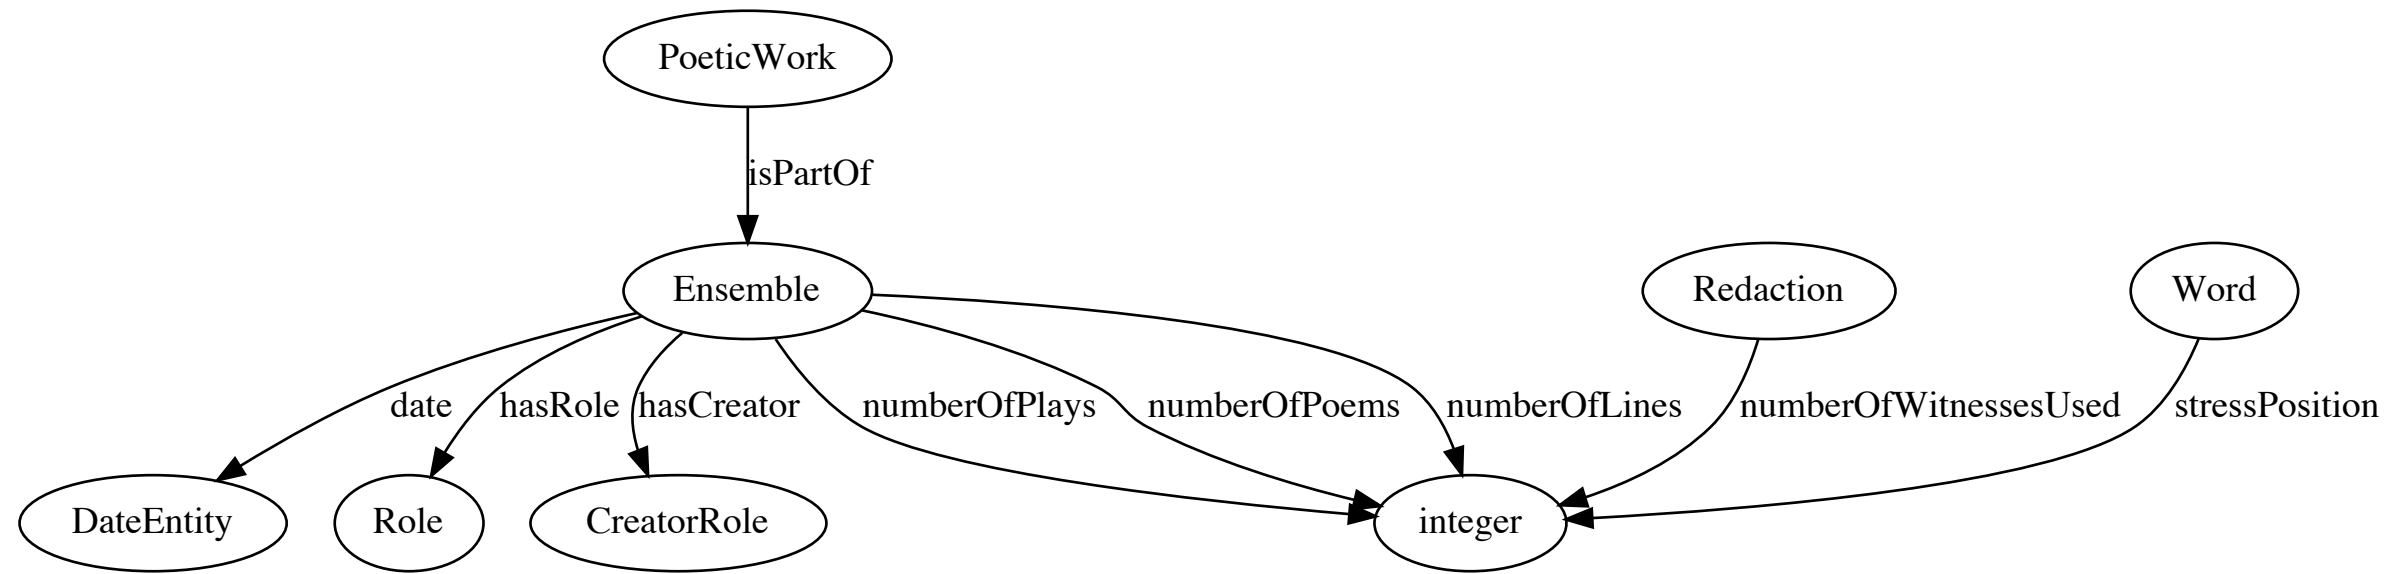 PoeticWork
isPartOf
Ensemble
Redaction
Word
date
hasRole
hasCreator
numberOfPlays
numberOfPoems
numberOfLines
numberOfWitnessesUsed
stressPosition
DateEntity
Role
CreatorRole
integer